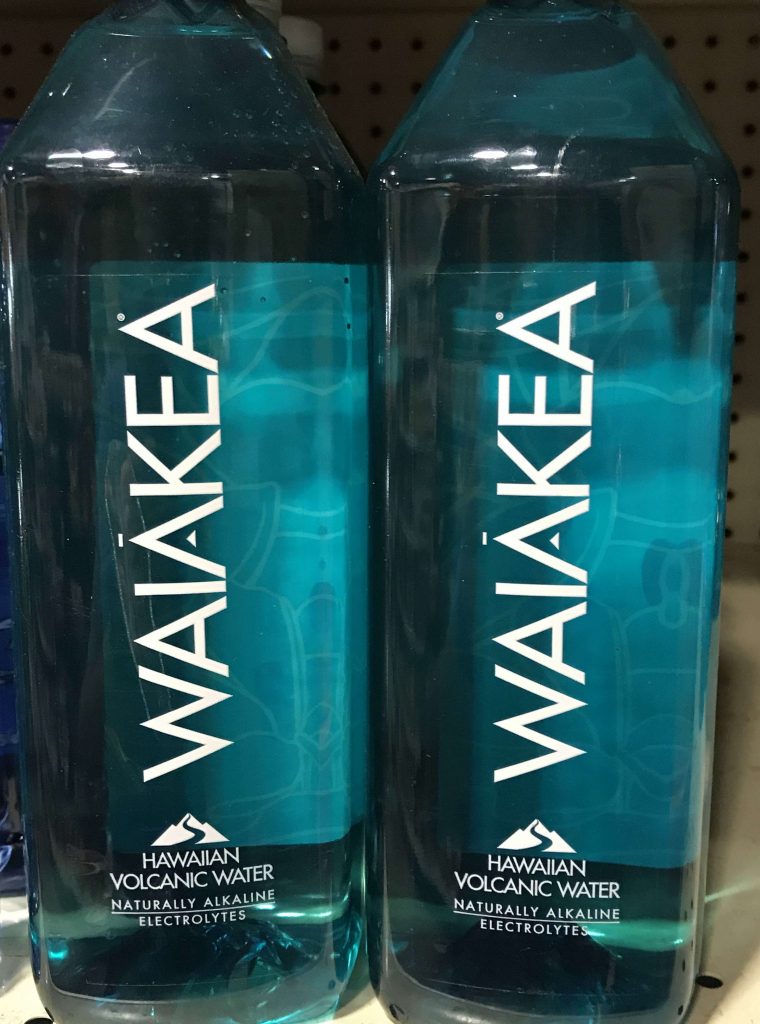 WAIĀKEA®
HAWAIIAN
VOLCANIC WATER
NATURALLY ALKALINE
ELECTROLYTES
WAIĀKEA®
HAWAIIAN
VOLCANIC WATER
NATURALLY ALKALINE
ELECTROLYTES